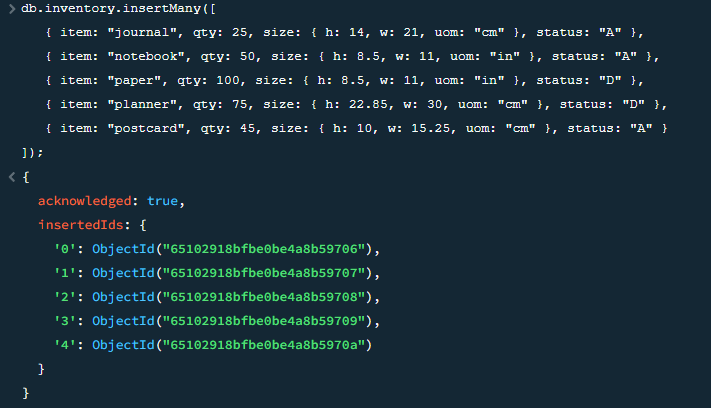 > db.inventory.insertMany([
{ item: "journal", qty: 25, size: { h: 14, w: 21, uom: "cm" }, status: "A" },
{ item: "notebook", qty: 50, size: { h: 8.5, w: 11, uom: "in" }, status: "A" },
{ item: "paper", qty: 100, size: { h: 8.5, w: 11, uom: "in" }, status: "D" },
{ item: "planner", qty: 75, size: { h: 22.85, w: 30, uom: "cm" }, status: "D" },
{ item: "postcard", qty: 45, size: { h: 10, w: 15.25, uom: "cm" }, status: "A" }
]);
< {
acknowledged: true,
insertedIds: {
'0': ObjectId("65102918bfbe0be4a8b59706"),
'1': ObjectId("65102918bfbe0be4a8b59707"),
'2': ObjectId("65102918bfbe0be4a8b59708"),
'3': ObjectId("65102918bfbe0be4a8b59709"),
'4': ObjectId("65102918bfbe0be4a8b5970a")
}
}